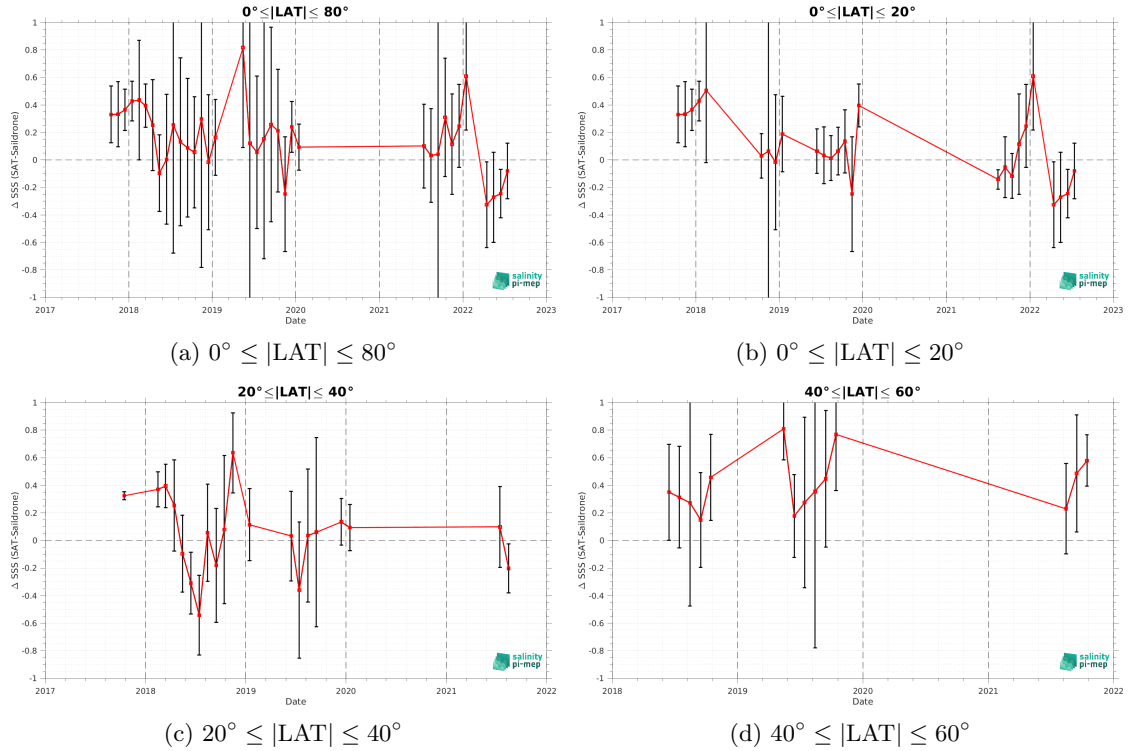 0°≤|LAT|≤ 80°
1
0.8
0.6
0.4
0.2
0
-0.2
-0.4
-0.6
-0.8
-1
Δ SSS (SAT-Saildrone)
2017 2018 2019 2020 2021 2022 2023
Date
salinity
pi-mep
(a) 0° ≤ |LAT| ≤ 80°
0°≤|LAT|≤ 20°
1
0.8
0.6
0.4
0.2
0
-0.2
-0.4
-0.6
-0.8
-1
Δ SSS (SAT-Saildrone)
2017 2018 2019 2020 2021 2022 2023
Date
salinity
pi-mep
(b) 0° ≤ |LAT| ≤ 20°
20°≤|LAT|≤ 40°
1
0.8
0.6
0.4
0.2
0
-0.2
-0.4
-0.6
-0.8
-1
Δ SSS (SAT-Saildrone)
2017 2018 2019 2020 2021 2022
Date
salinity
pi-mep
(c) 20° ≤ |LAT| ≤ 40°
40°≤|LAT|≤ 60°
1
0.8
0.6
0.4
0.2
0
-0.2
-0.4
-0.6
-0.8
-1
Δ SSS (SAT-Saildrone)
2018 2019 2020 2021 2022
Date
salinity
pi-mep
(d) 40° ≤ |LAT| ≤ 60°